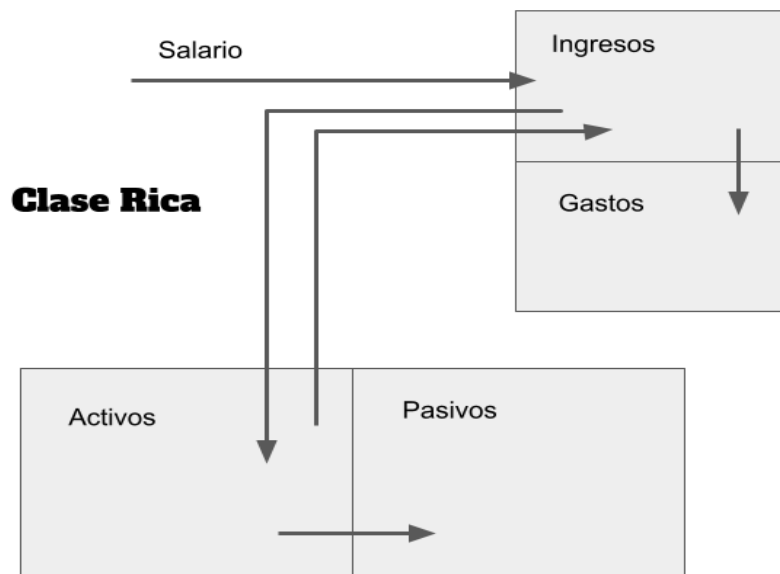 Salario
Ingresos
Clase Rica
Gastos
Activos
Pasivos